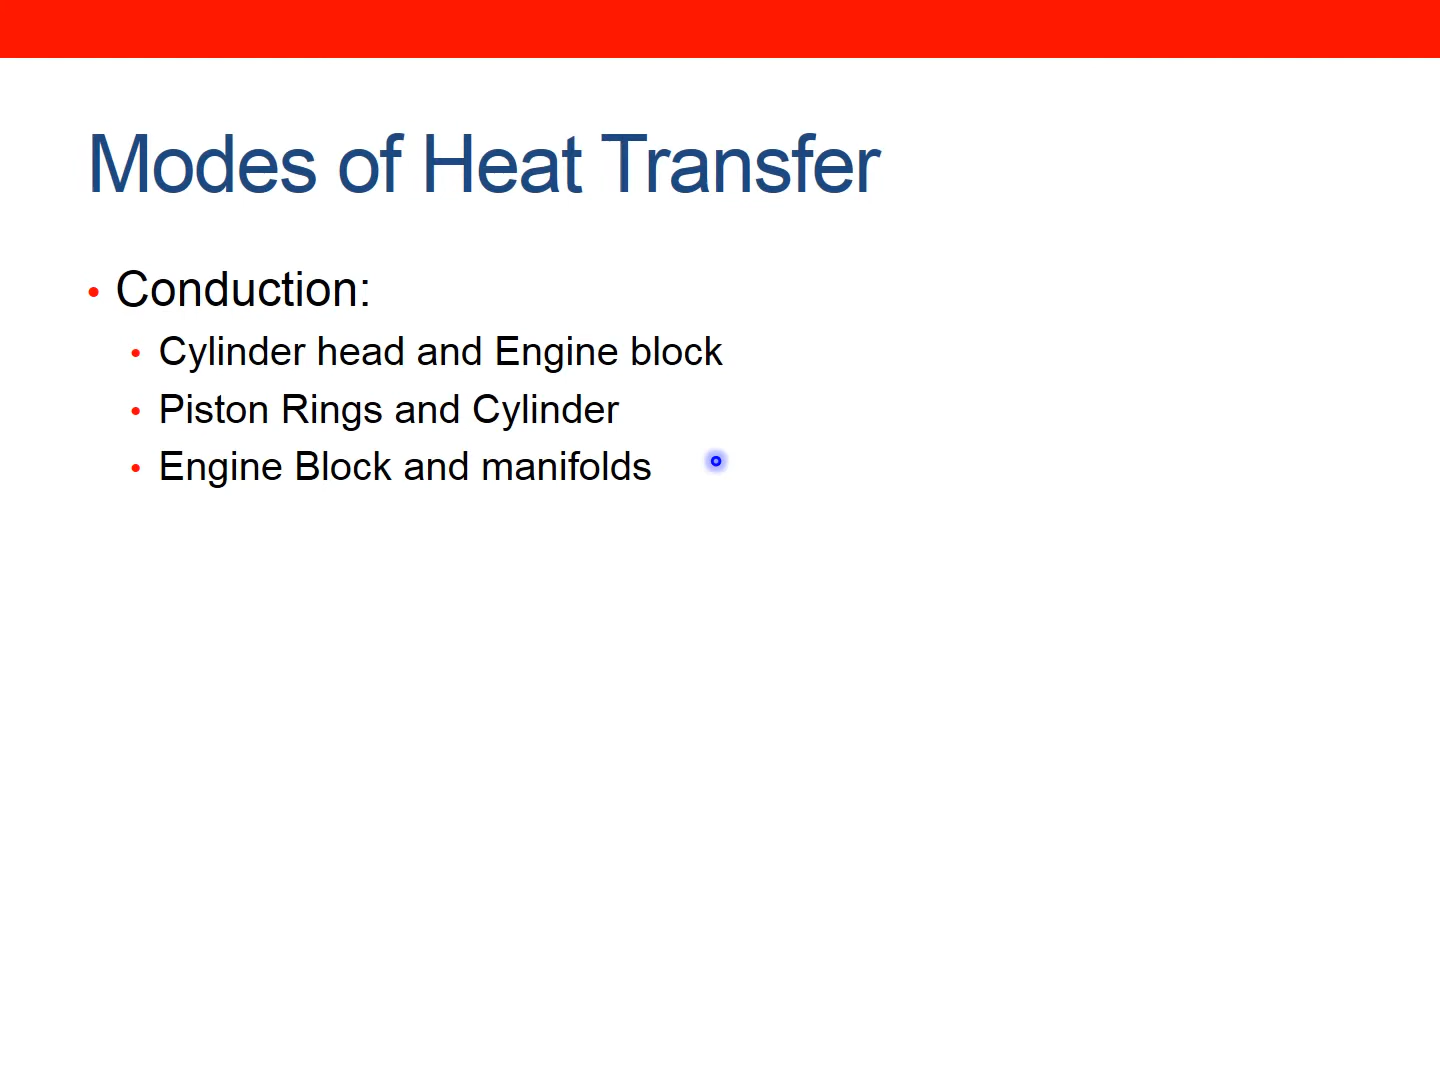 Modes of Heat Transfer
• Conduction:
• Cylinder head and Engine block
• Piston Rings and Cylinder
• Engine Block and manifolds